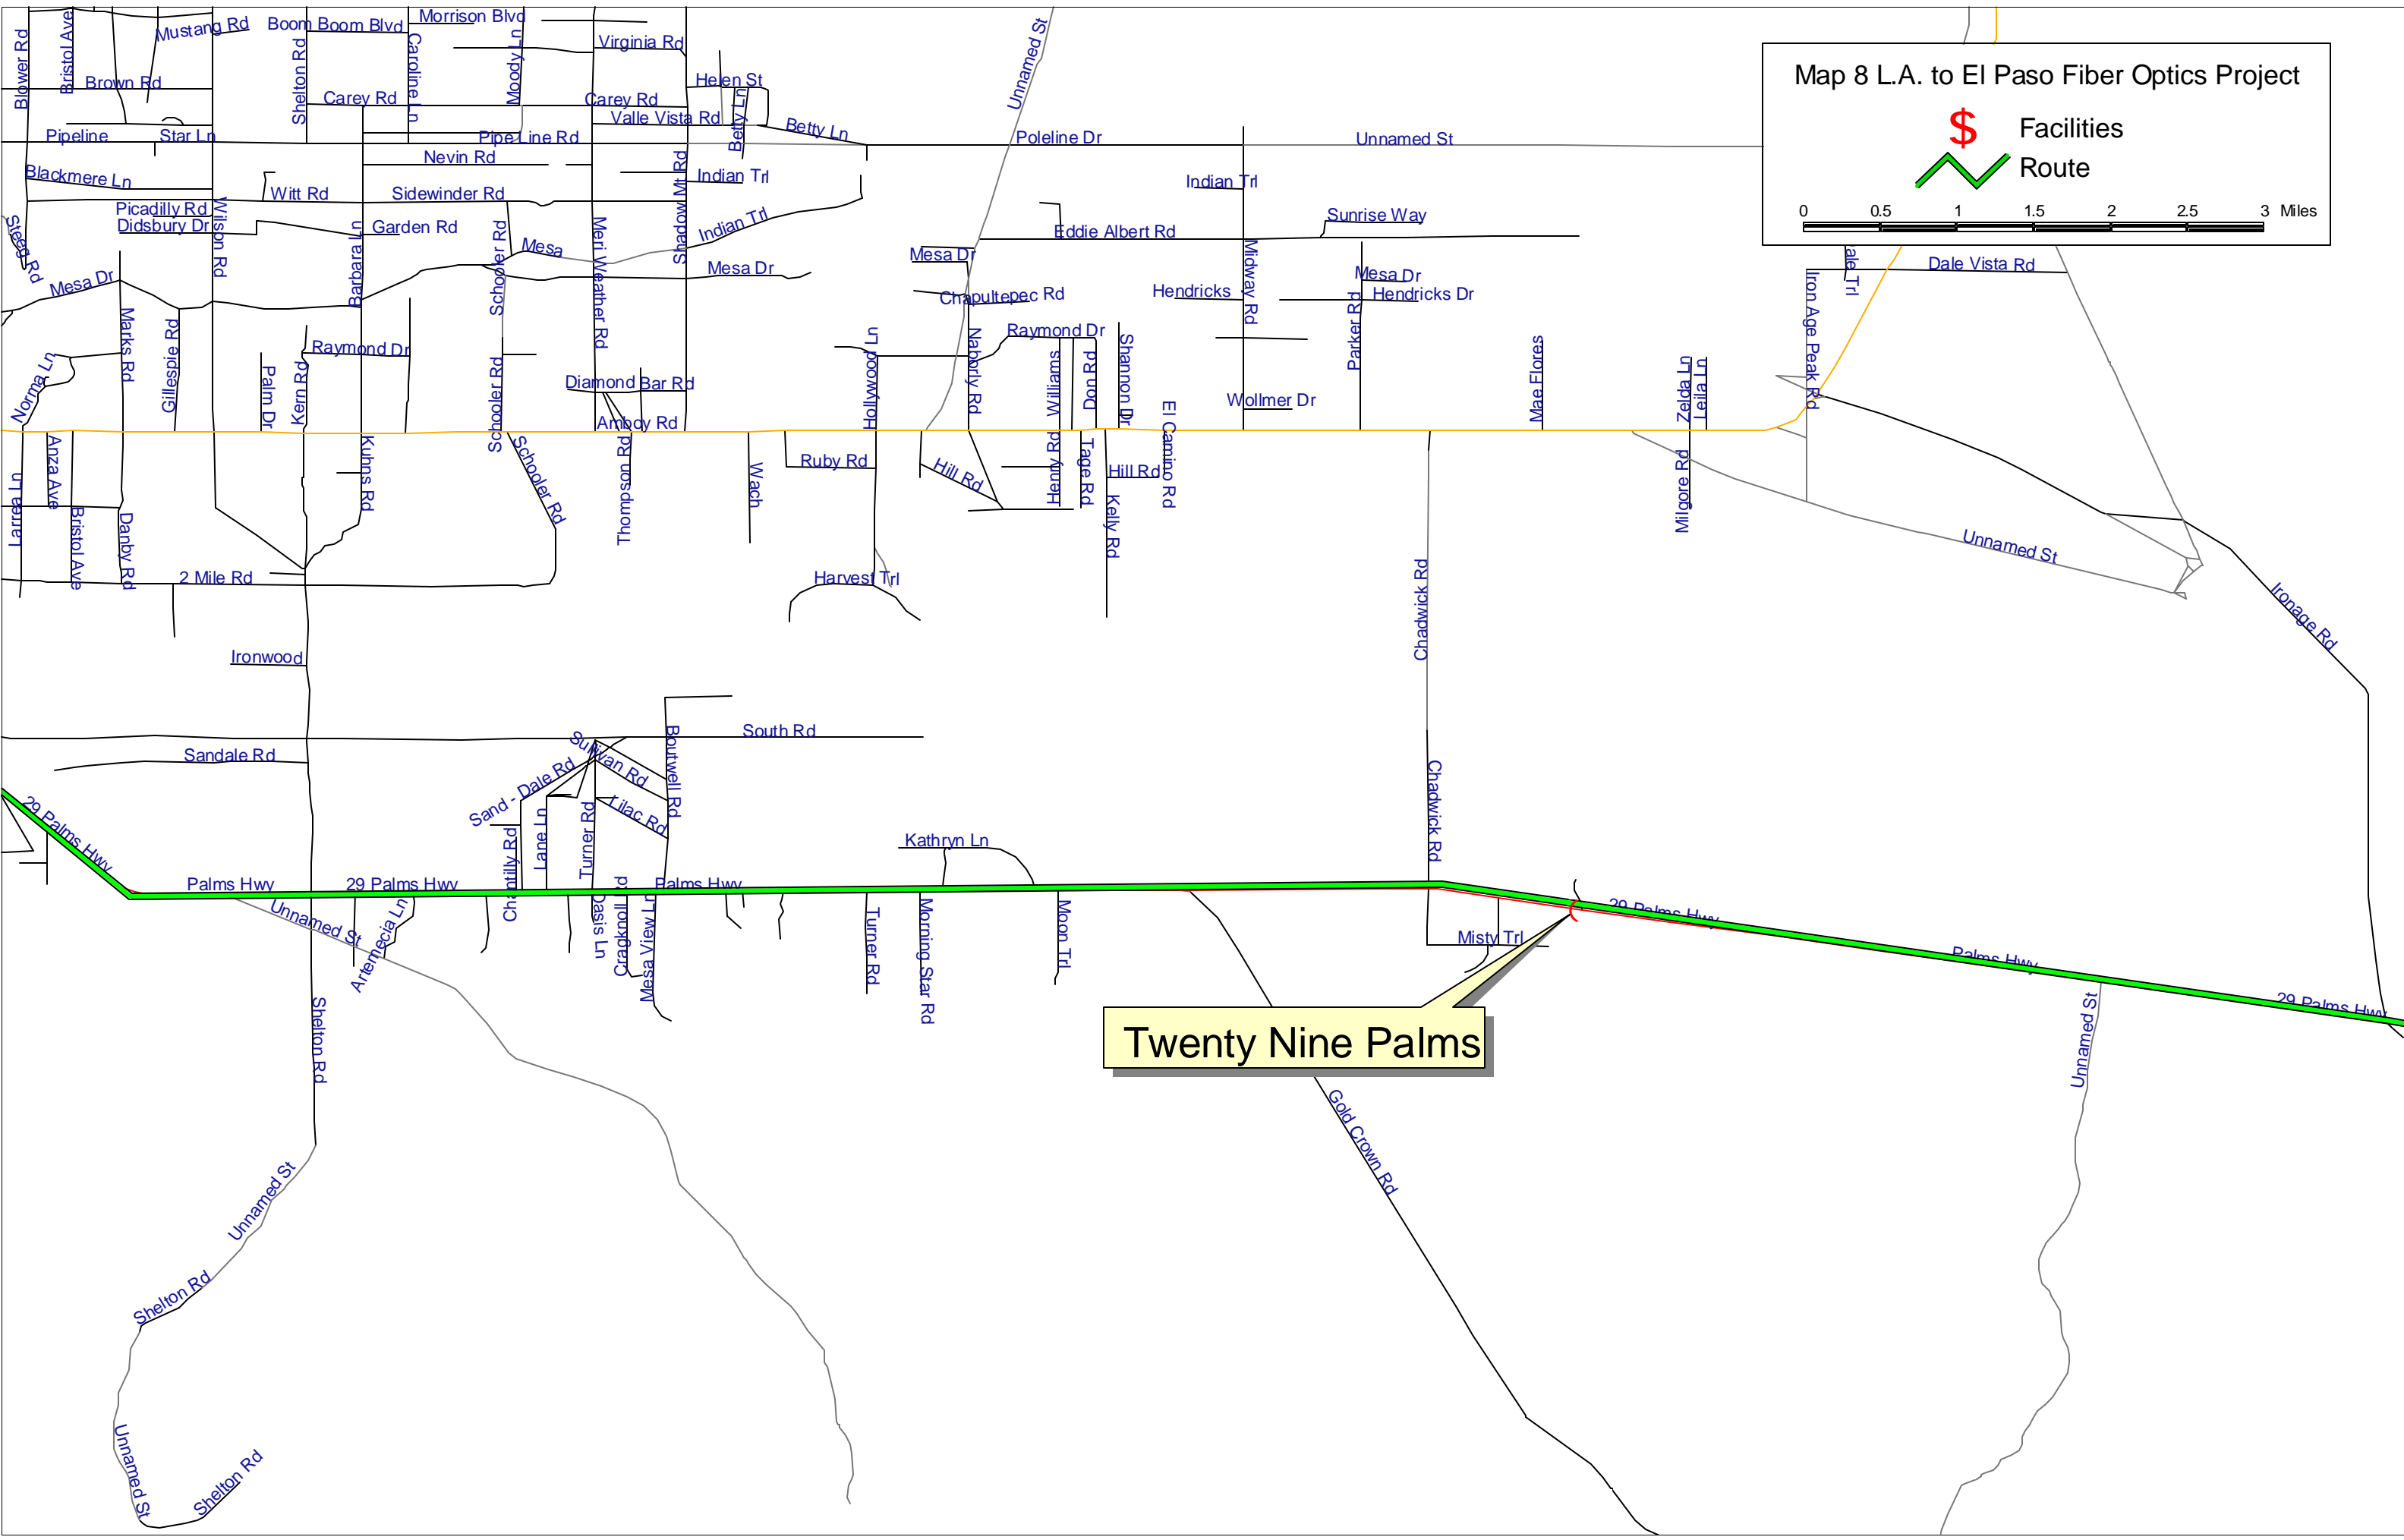 Map 8 L.A. to El Paso Fiber Optics Project
$ Facilities
Route
0 0.5 1 1.5 2 2.5 3 Miles
Blower Rd
Bristol Ave
Mustang Rd
Boom Boom Blvd
Morrison Blvd
Shelton Rd
Caroline Ln
Moody Ln
Virginia Rd
Unnamed St
Brown Rd
Carey Rd
Carey Rd
Helen St
Valle Vista Rd
Betty Ln
Betty Ln
Pipeline
Star Ln
Pipe Line Rd
Poleline Dr
Unnamed St
Nevin Rd
Blackmere Ln
Witt Rd
Sidewinder Rd
Shadow Mt Rd
Indian Trl
Indian Trl
Indian Trl
Picadilly Rd
Didsbury Dr
Wilson Rd
Garden Rd
Steeg Rd
Barbara Ln
Schooler Rd
Mesa
Meri Weather Rd
Eddie Albert Rd
Sunrise Way
Mesa Dr
Mesa Dr
Mesa Dr
Mesa Dr
Midway Rd
Dale Vista Rd
ale Trl
Iron Age Peak Rd
Chapultepec Rd
Hendricks
Hendricks Dr
Parker Rd
Marks Rd
Gillespie Rd
Norma Ln
Palm Dr
Kern Rd
Raymond Dr
Schooler Rd
Diamond Bar Rd
Amboy Rd
Hollywood Ln
Naborly Rd
Raymond Dr
Williams
Don Rd
Shannon Dr
El Camino Rd
Wollmer Dr
Mae Flores
Zelda Ln
Leila Ln
Larrea Ln
Anza Ave
Bristol Ave
Danby Rd
Kuhns Rd
Schooler Rd
Thompson Rd
Wach
Ruby Rd
Hill Rd
Henry Rd
Tage Rd
Hill Rd
Kelly Rd
Milgore Rd
Unnamed St
2 Mile Rd
Harvest Trl
Chadwick Rd
Ironage Rd
Ironwood
South Rd
Sandale Rd
Sullivan Rd
Sand - Dale Rd
Boutwell Rd
Lilac Rd
Chantilly Rd
Lane Ln
Turner Rd
Kathryn Ln
Chadwick Rd
29 Palms Hwy
Palms Hwy
29 Palms Hwy
Palms Hwy
29 Palms Hwy
Palms Hwy
29 Palms Hwy
Unnamed St
Artemecia Ln
Oasis Ln
Cragknoll Rd
Mesa View Ln
Turner Rd
Morning Star Rd
Moon Trl
Misty Trl
Twenty Nine Palms
Shelton Rd
Unnamed St
Gold Crown Rd
Unnamed St
Shelton Rd
Unnamed St
Shelton Rd